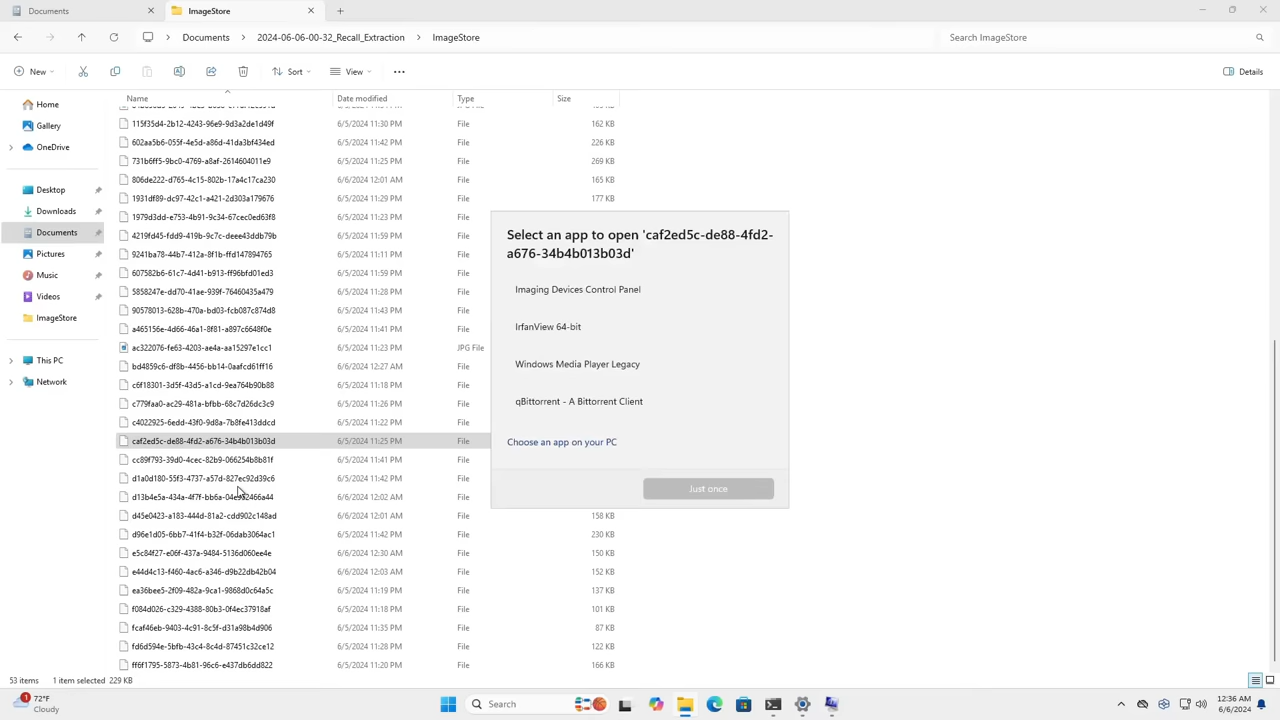 Documents
ImageStore
Documents
2024-06-06-00-32_Recall_Extraction
ImageStore
Search ImageStore
New
Sort
View
Details
Name
Date modified
Type
Size
Home
Gallery
OneDrive
Desktop
Downloads
Documents
Pictures
Music
Videos
ImageStore
This PC
Network
115f35d4-2b12-4243-96e9-9d3a2de1d49f 6/5/2024 11:30 PM File 162 KB
602aa5b6-055f-4e5d-a86d-41da3bf434ed 6/5/2024 11:42 PM File 226 KB
731b6ff5-9bc0-4769-a8af-2614604011e9 6/5/2024 11:25 PM File 269 KB
806de222-d765-4c15-802b-17a4c17ca230 6/6/2024 12:01 AM File 165 KB
1931df89-dc97-42c1-a421-2d303a179676 6/5/2024 11:29 PM File 177 KB
1979d3dd-e753-4b91-9c34-67cec0ed63f8 6/5/2024 11:23 PM File
4219fd45-fdd9-419b-9c7c-deee43ddb79b 6/5/2024 11:59 PM File
9241ba78-44b7-412a-8f1b-ffd147894765 6/5/2024 11:11 PM File
607582b6-61c7-4d41-b913-ff96bfd01ed3 6/5/2024 11:59 PM File
5858247e-dd70-41ae-939f-76460435a479 6/5/2024 11:28 PM File
90578013-628b-470a-bd03-fcb087c874d8 6/5/2024 11:43 PM File
a465156e-4d66-46a1-8f81-a897c6648f0e 6/5/2024 11:41 PM File
ac322076-fe63-4203-ae4a-aa15297e1cc1 6/5/2024 11:23 PM JPG File
bd4859c6-df8b-4456-bb14-0aafcd61ff16 6/6/2024 12:27 AM File
c6f18301-3d5f-43d5-a1cd-9ea764b90b88 6/5/2024 11:18 PM File
c779faa0-ac29-481a-bfbb-68c7d26dc3c9 6/5/2024 11:26 PM File
c4022925-6edd-43f0-9d8a-7b8fe413ddcd 6/5/2024 11:22 PM File
caf2ed5c-de88-4fd2-a676-34b4b013b03d 6/5/2024 11:25 PM File
cc89f793-39d0-4cec-82b9-066254b8b81f 6/5/2024 11:41 PM File
d1a0d180-55f3-4737-a57d-827ec92d39c6 6/5/2024 11:42 PM File
6/6/2024 12:02 AM File
d45e0423-a183-444d-81a2-cdd902c148ad 6/6/2024 12:01 AM File 158 KB
d96e1d05-6bb7-41f4-b32f-06dab3064ac1 6/5/2024 11:42 PM File 230 KB
e5c84f27-e06f-437a-9484-5136d060ee4e 6/6/2024 12:30 AM File 150 KB
e44d4c13-f460-4ac6-a346-d9b22db42b04 6/6/2024 12:03 AM File 152 KB
ea36bee5-2f09-482a-9ca1-9868d0c64a5c 6/5/2024 11:19 PM File 137 KB
f084d026-c329-4388-80b3-0f4ec37918af 6/5/2024 11:18 PM File 101 KB
fcaf46eb-9403-4c91-8c5f-d31a98b4d906 6/5/2024 11:35 PM File 87 KB
fd6d594e-5bfb-43c4-8c4d-87451c32ce12 6/5/2024 11:28 PM File 122 KB
ff6f1795-5873-4b81-96c6-e437db6dd822 6/5/2024 11:20 PM File 166 KB
Select an app to open 'caf2ed5c-de88-4fd2-
a676-34b4b013b03d'
Imaging Devices Control Panel
IrfanView 64-bit
Windows Media Player Legacy
qBittorrent - A Bittorrent Client
Choose an app on your PC
Just once
53 items 1 item selected 229 KB
1
72°F
Cloudy
Search
12:36 AM
6/6/2024